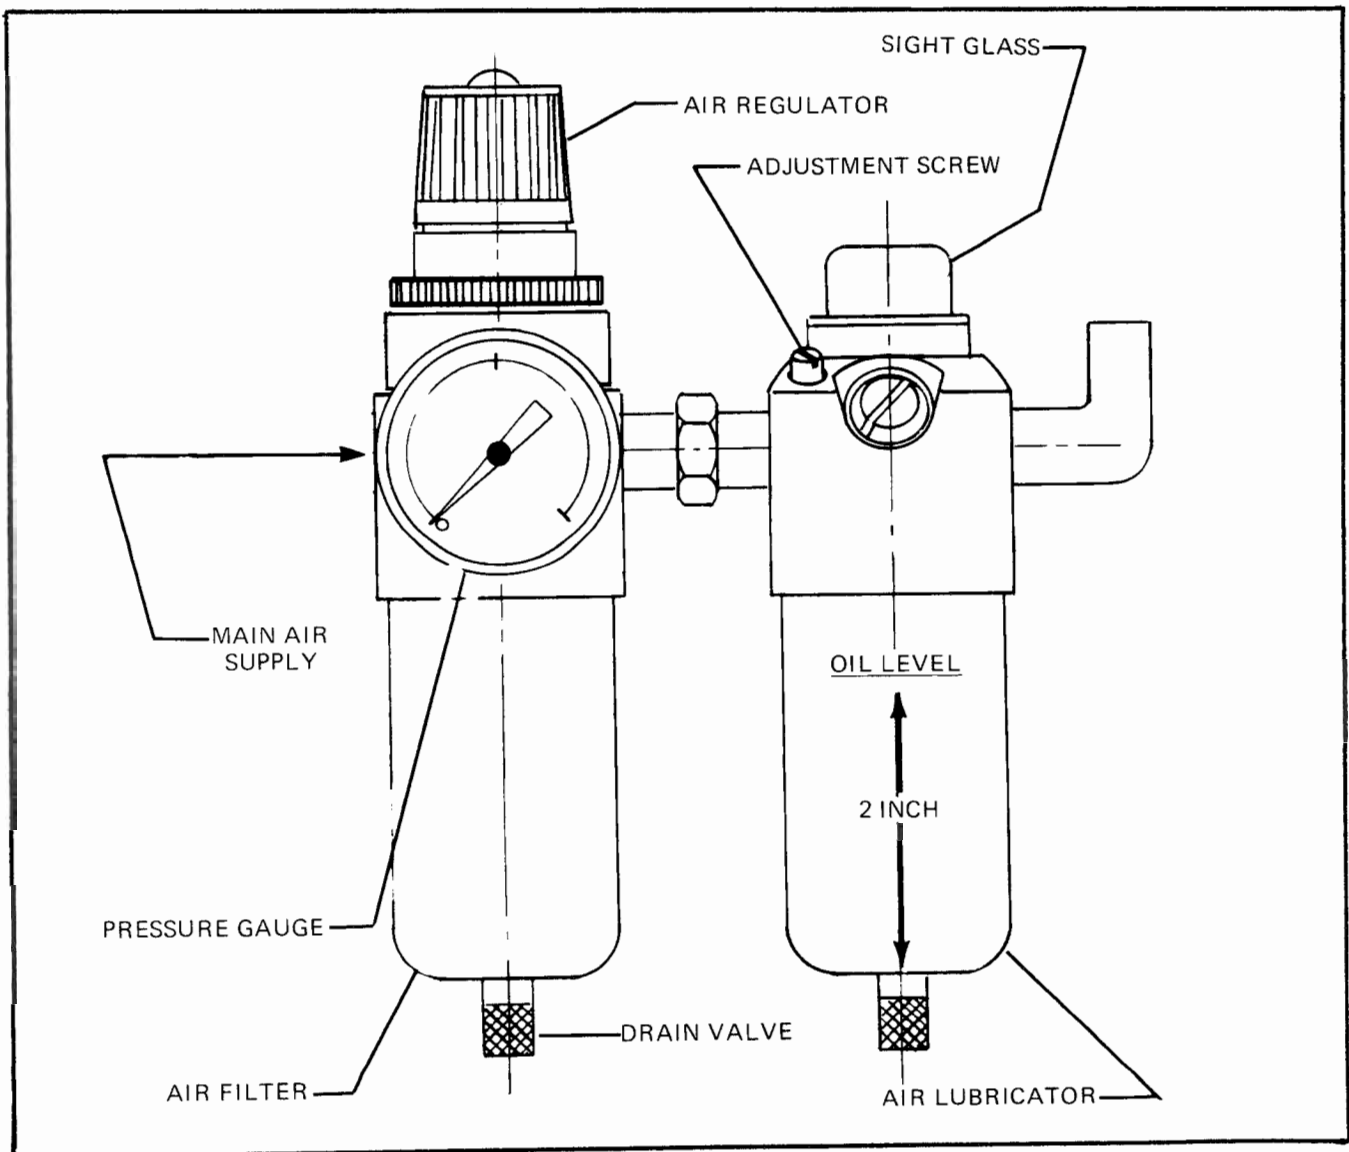 SIGHT GLASS
AIR REGULATOR
ADJUSTMENT SCREW
MAIN AIR
SUPPLY
OIL LEVEL
2 INCH
PRESSURE GAUGE
DRAIN VALVE
AIR FILTER
AIR LUBRICATOR
O